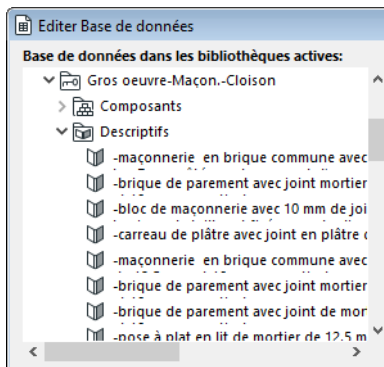 Editer Base de données
Base de données dans les bibliothèques actives:
Gros oeuvre-Maçon.-Cloison
Composants
Descriptifs
-maçonnerie en brique commune avec
-brique de parement avec joint mortier
-bloc de maçonnerie avec 10 mm de joi
-carreau de plâtre avec joint en plâtre d
-maçonnerie en brique commune avec
-brique de parement avec joint mortier
-brique de parement avec joint de mor
-pose à plat en lit de mortier de 12.5 m